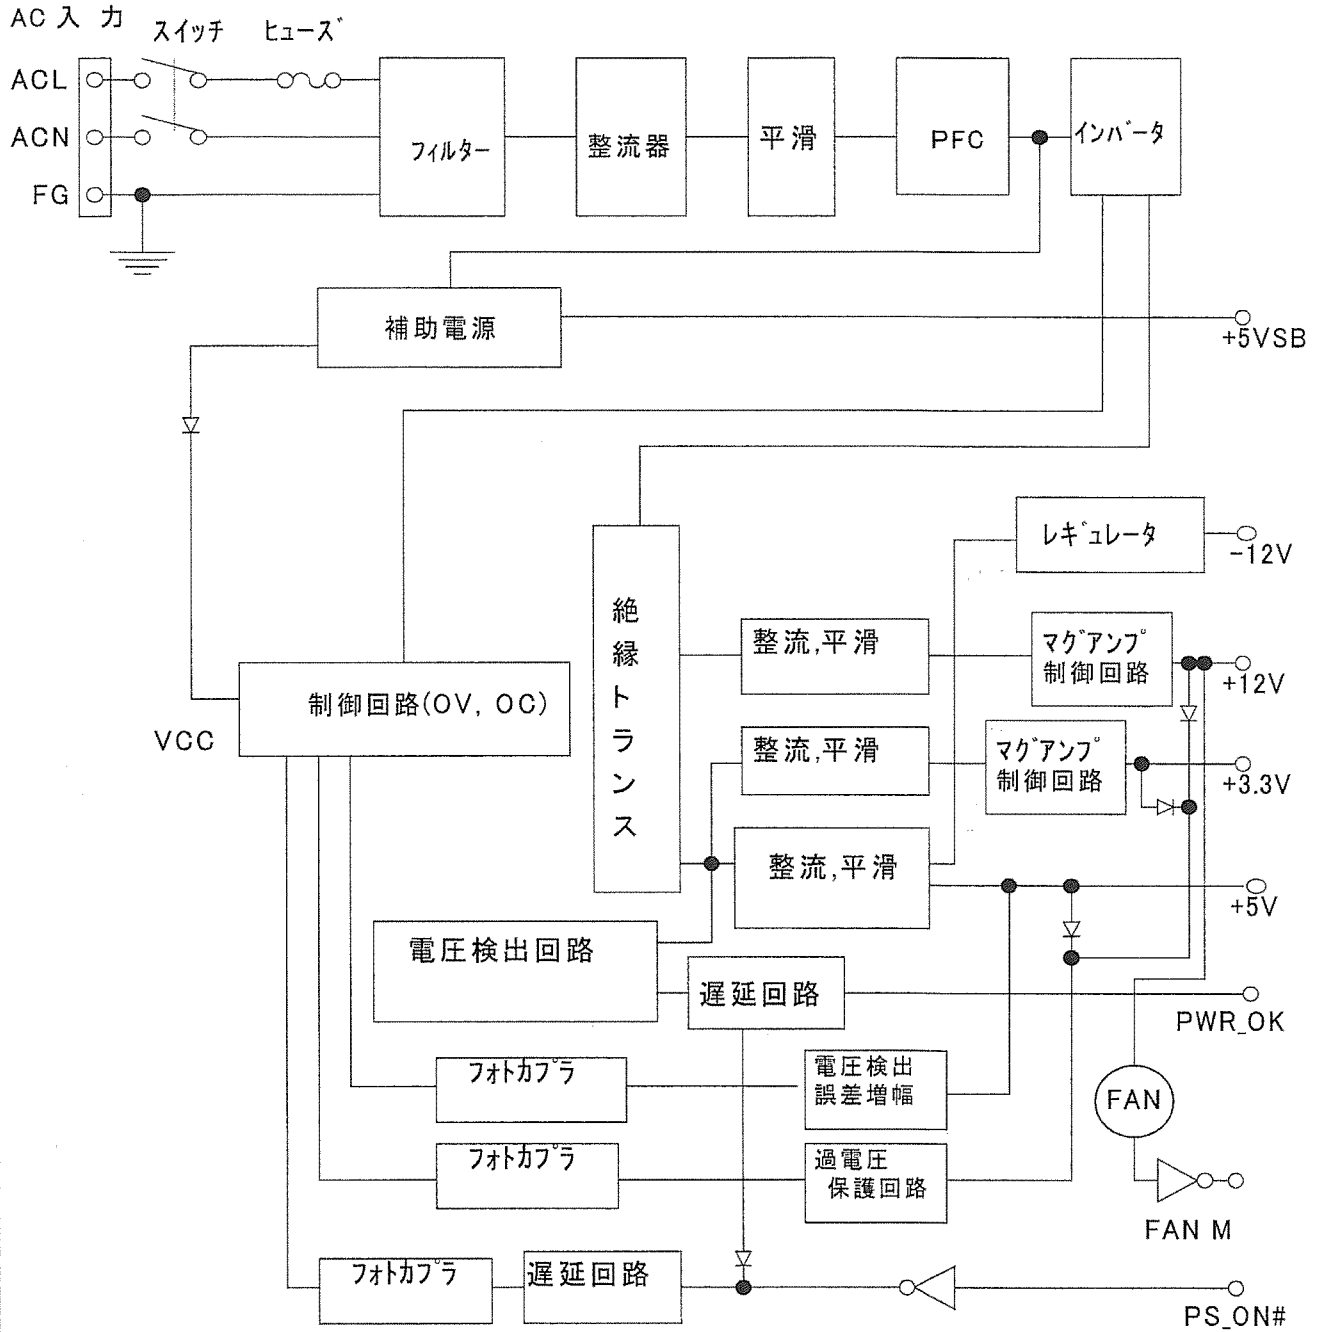 AC 入 力
スイッチ
ヒューズ
ACL
ACN
FG
フィルター
整流器
平滑
PFC
インバータ
補助電源
+5VSB
レギュレータ
-12V
絶縁トランス
整流,平滑
マグアンプ
制御回路
+12V
制御回路(OV, OC)
VCC
整流,平滑
マグアンプ
制御回路
+3.3V
整流,平滑
+5V
電圧検出回路
遅延回路
PWR_OK
フォトカプラ
電圧検出
誤差増幅
FAN
フォトカプラ
過電圧
保護回路
FAN M
フォトカプラ
遅延回路
PS_ON#